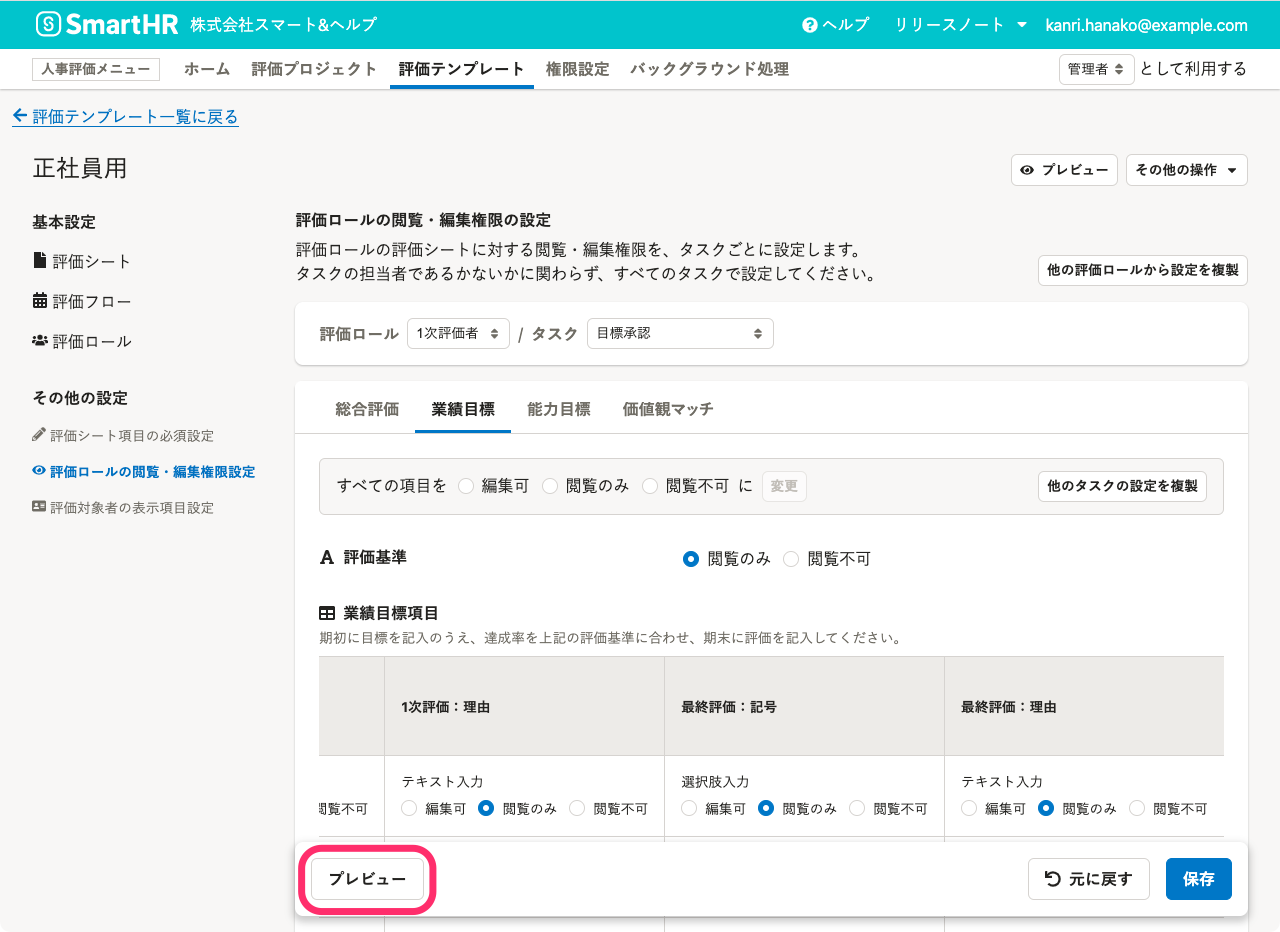 SmartHR 株式会社スマート&ヘルプ ヘルプ リリースノート kanri.hanako@example.com
人事評価メニュー ホーム 評価プロジェクト 評価テンプレート 権限設定 バックグラウンド処理 管理者 として利用する
評価テンプレート一覧に戻る
正社員用 プレビュー その他の操作
基本設定
評価シート
評価フロー
評価ロール
その他の設定
評価シート項目の必須設定
評価ロールの閲覧・編集権限設定
評価対象者の表示項目設定
評価ロールの閲覧・編集権限の設定
評価ロールの評価シートに対する閲覧・編集権限を、タスクごとに設定します。
タスクの担当者であるかないかに関わらず、すべてのタスクで設定してください。
他の評価ロールから設定を複製
評価ロール 1次評価者 / タスク 目標承認
総合評価 業績目標 能力目標 価値観マッチ
すべての項目を 編集可 閲覧のみ 閲覧不可 に 変更 他のタスクの設定を複製
評価基準 閲覧のみ 閲覧不可
業績目標項目
期初に目標を記入のうえ、達成率を上記の評価基準に合わせ、期末に評価を記入してください。
1次評価：理由 最終評価：記号 最終評価：理由
テキスト入力 選択肢入力 テキスト入力
閲覧不可 編集可 閲覧のみ 閲覧不可 編集可 閲覧のみ 閲覧不可 編集可 閲覧のみ 閲覧不可
プレビュー 元に戻す 保存